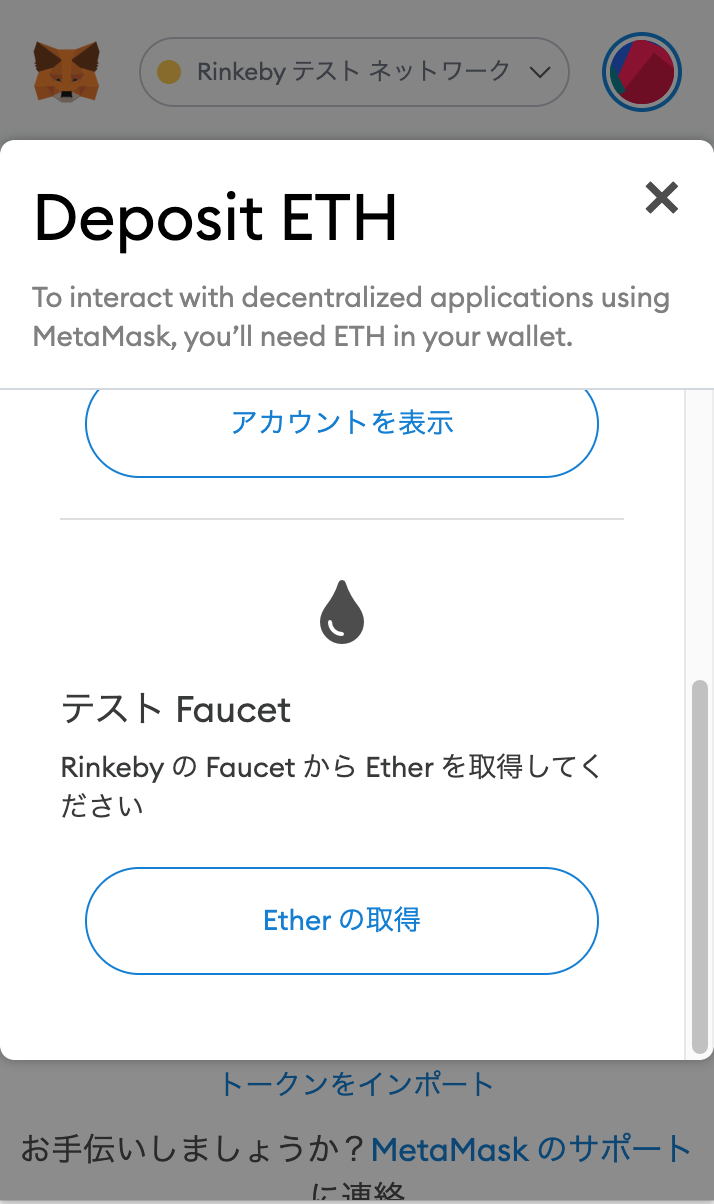 Rinkeby テスト ネットワーク
Deposit ETH
To interact with decentralized applications using
MetaMask, you’ll need ETH in your wallet.
アカウントを表示
テスト Faucet
Rinkeby の Faucet から Ether を取得してく
ださい
Ether の取得
トークンをインポート
お手伝いしましょうか？MetaMask のサポート
に連絡